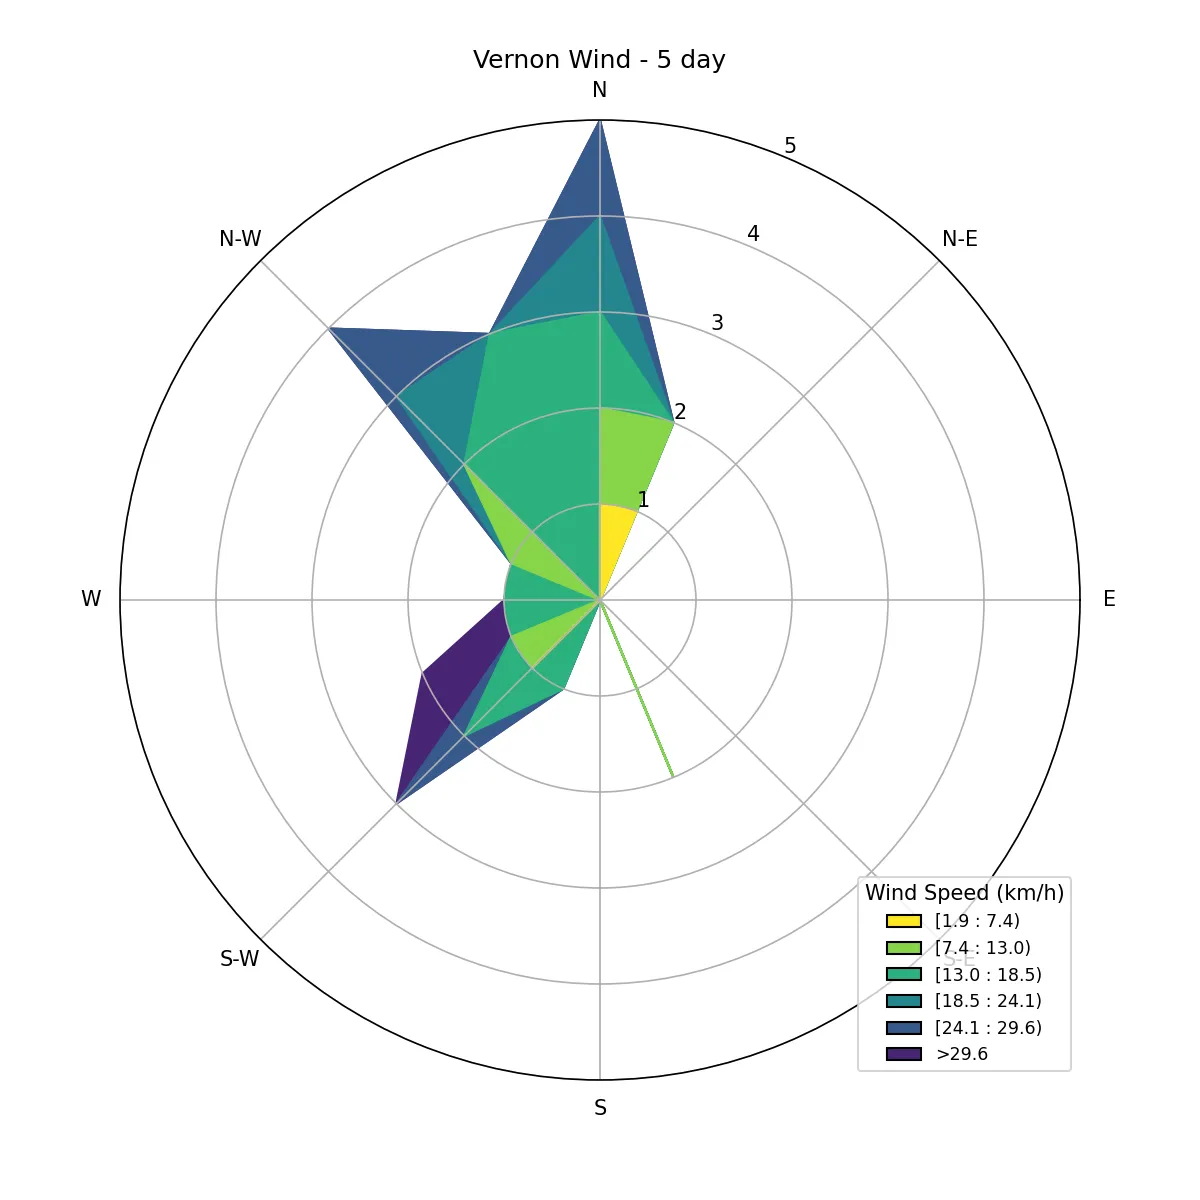 Vernon Wind - 5 day
N
5
N-W
4
N-E
3
2
1
W
E
Wind Speed (km/h)
[1.9 : 7.4)
[7.4 : 13.0)
S-W
S-E
[13.0 : 18.5)
[18.5 : 24.1)
[24.1 : 29.6)
>29.6
S